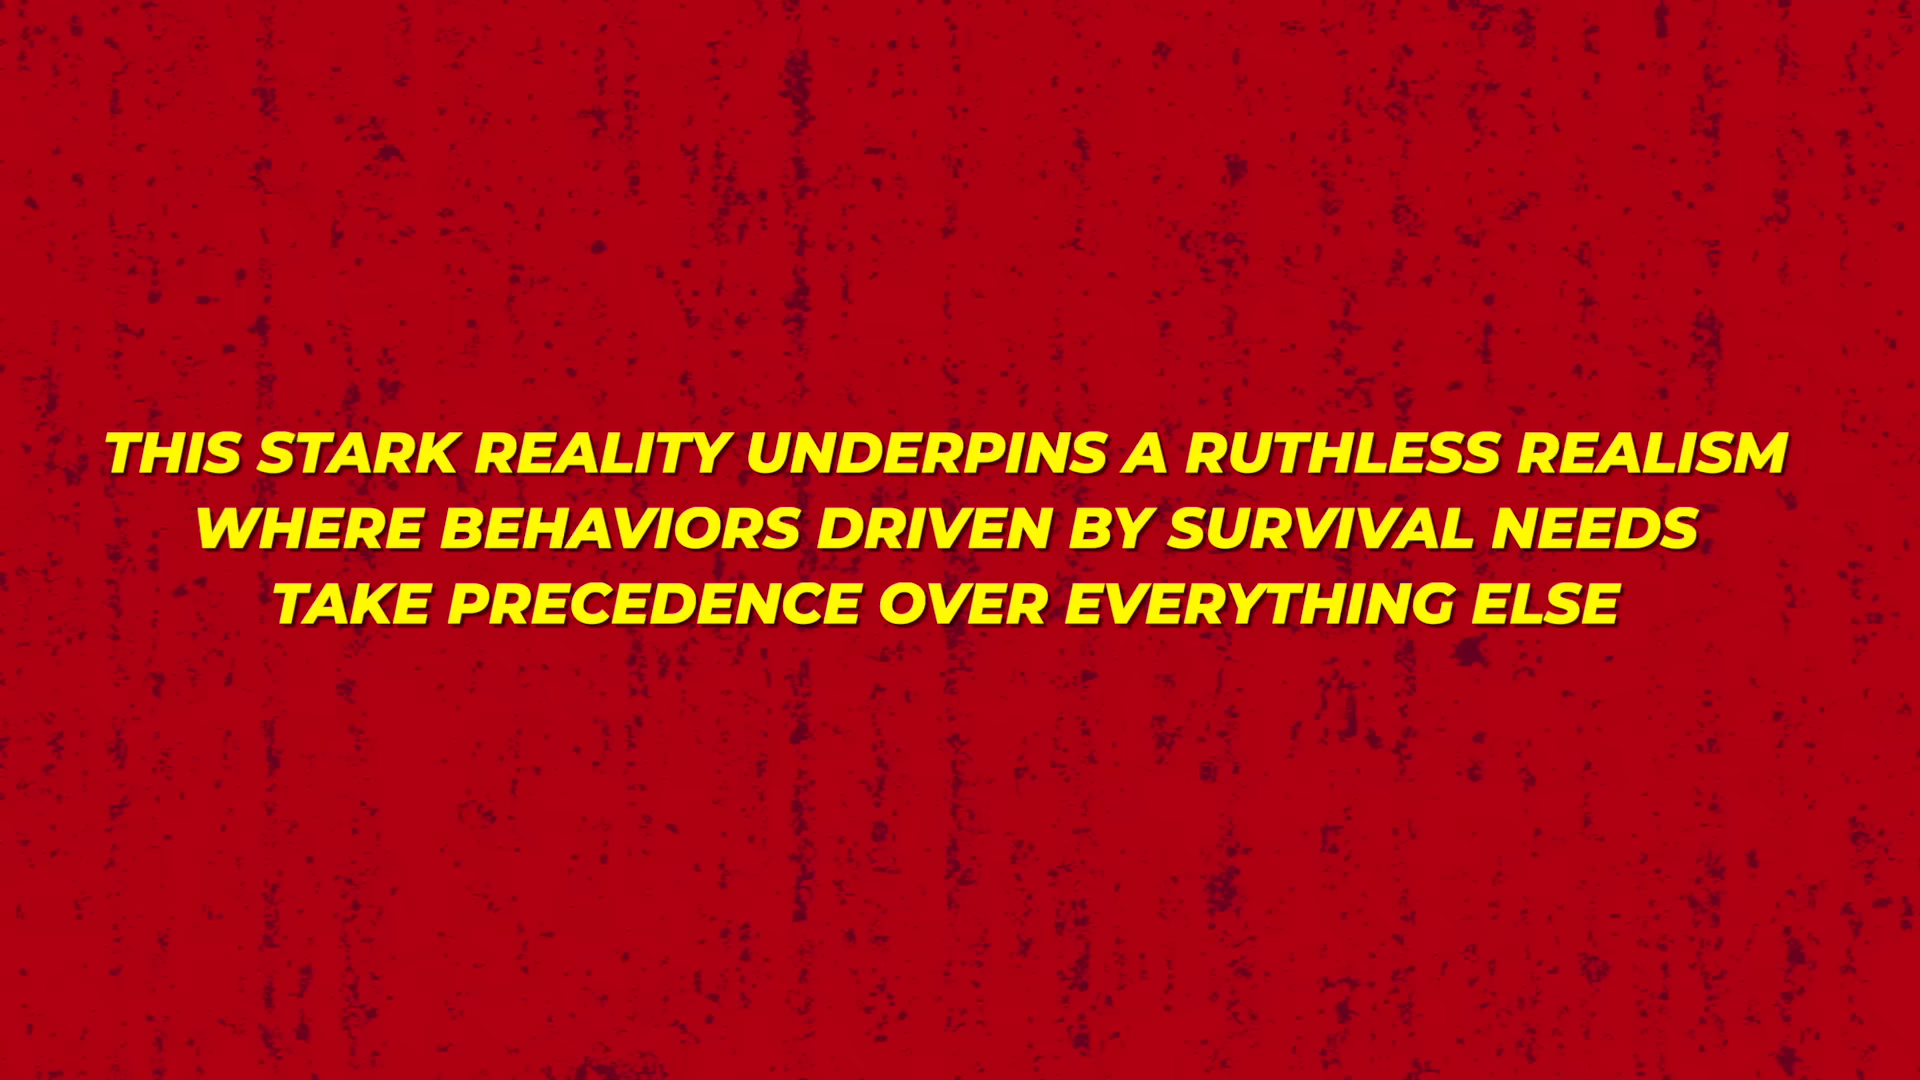 THIS STARK REALITY UNDERPINS A RUTHLESS REALISM
WHERE BEHAVIORS DRIVEN BY SURVIVAL NEEDS
TAKE PRECEDENCE OVER EVERYTHING ELSE